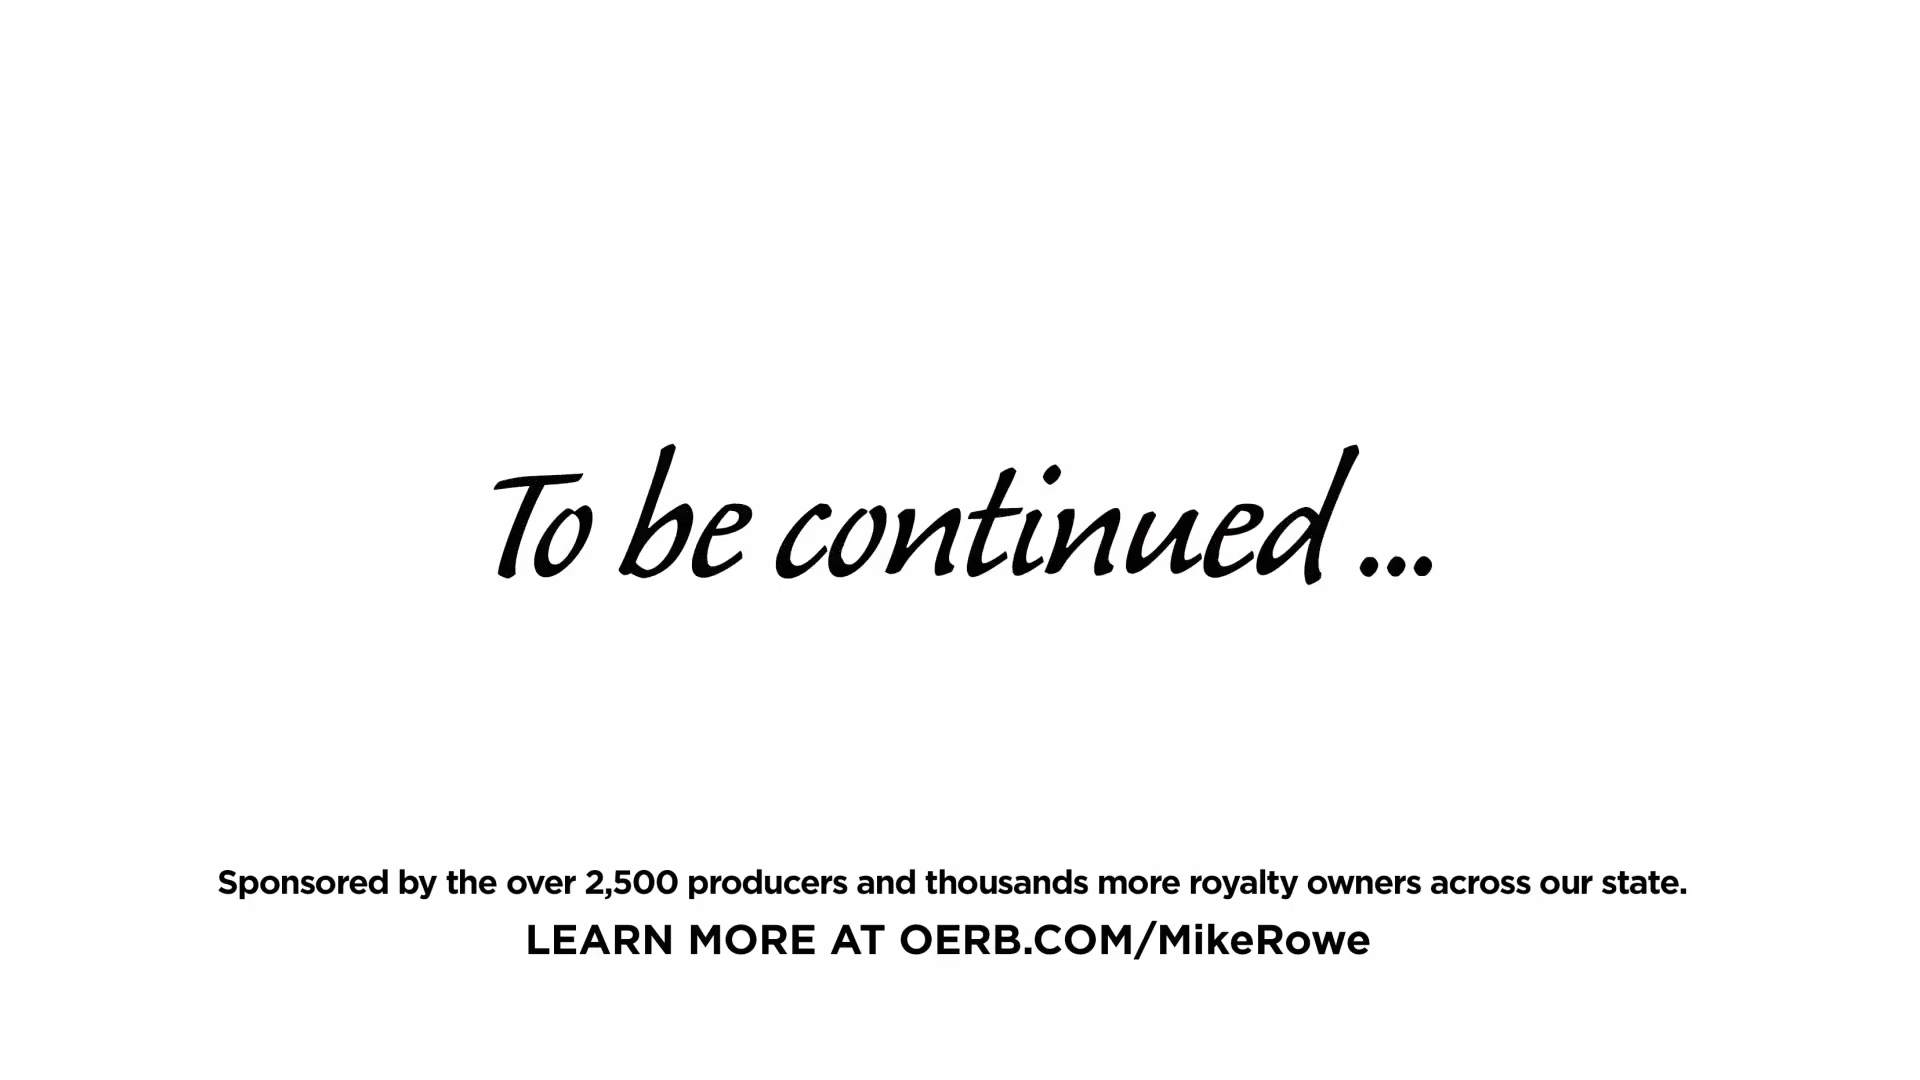 To be continued ...
Sponsored by the over 2,500 producers and thousands more royalty owners across our state.
LEARN MORE AT OERB.COM/MikeRowe